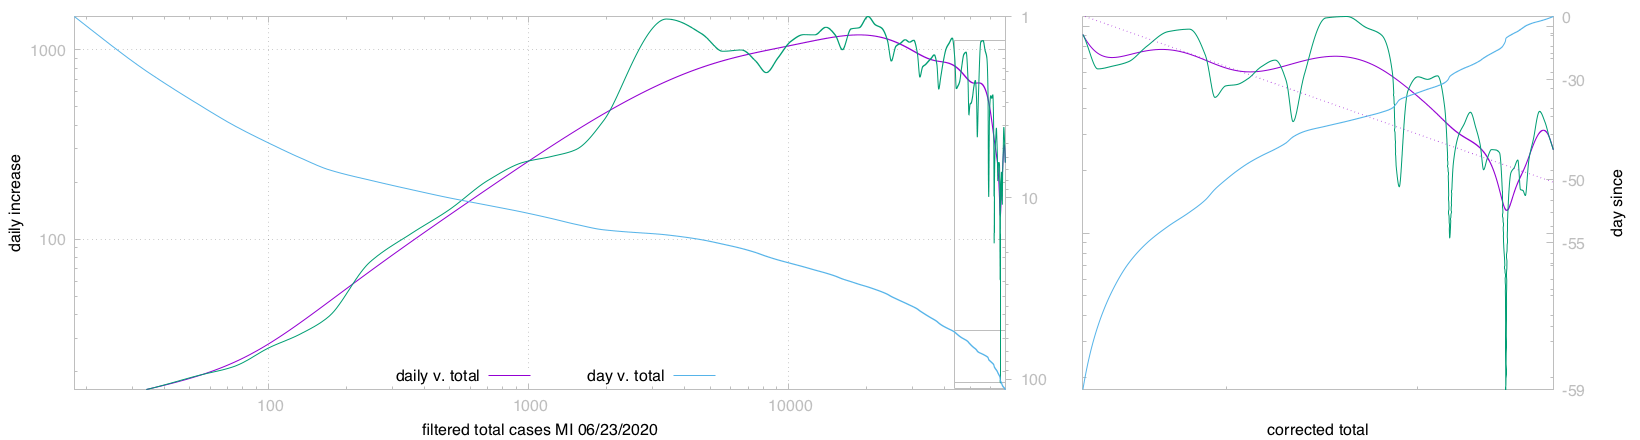 1000
100
daily increase
100
1000
10000
filtered total cases MI 06/23/2020
daily v. total
day v. total
1
10
100
0
-30
-50
-55
-59
day since
corrected total